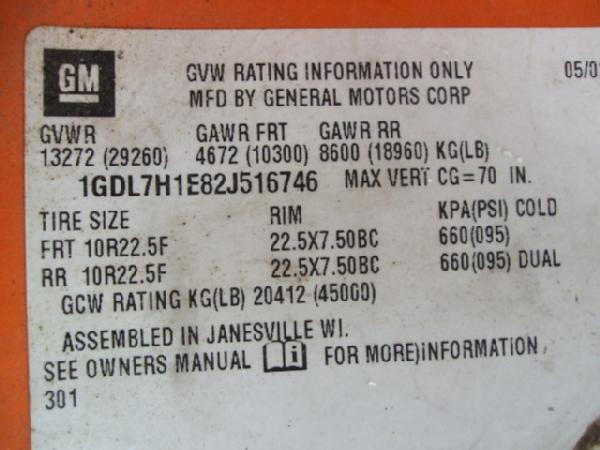 GM
GVW RATING INFORMATION ONLY 05/01
MFD BY GENERAL MOTORS CORP
GVWR GAWR FRT GAWR RR
13272 (29260) 4672 (10300) 8600 (18960) KG(LB)
1GDL7H1E82J516746 MAX VERT CG=70 IN.
TIRE SIZE RIM KPA(PSI) COLD
FRT 10R22.5F 22.5X7.50BC 660(095)
RR 10R22.5F 22.5X7.50BC 660(095) DUAL
GCW RATING KG(LB) 20412 (45000)
ASSEMBLED IN JANESVILLE WI.
SEE OWNERS MANUAL i FOR MORE)INFORMATION
301